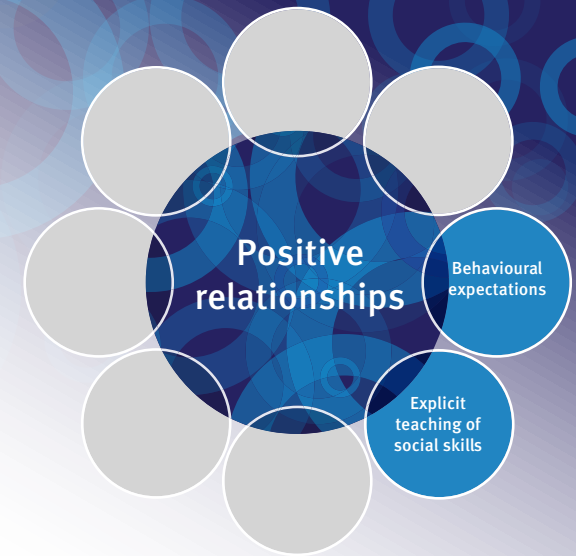 Positive
relationships
Behavioural
expectations
Explicit
teaching of
social skills